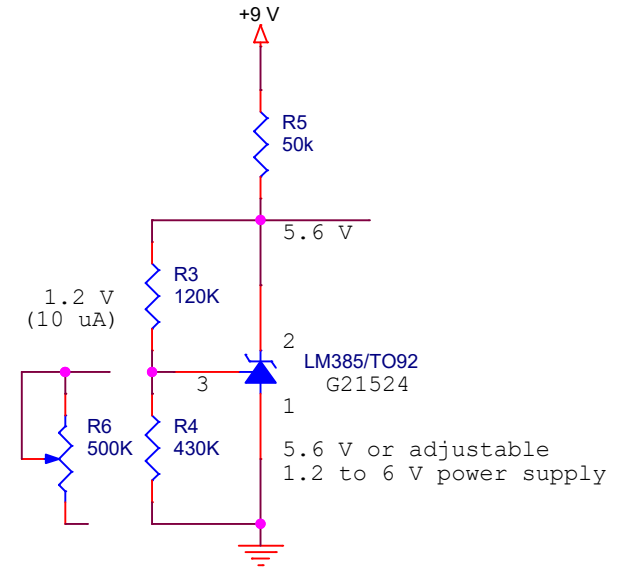 +9 V
R5
50k
5.6 V
R3
120K
1.2 V
(10 uA)
2
LM385/TO92
3
G21524
1
R6
500K
R4
430K
5.6 V or adjustable
1.2 to 6 V power supply